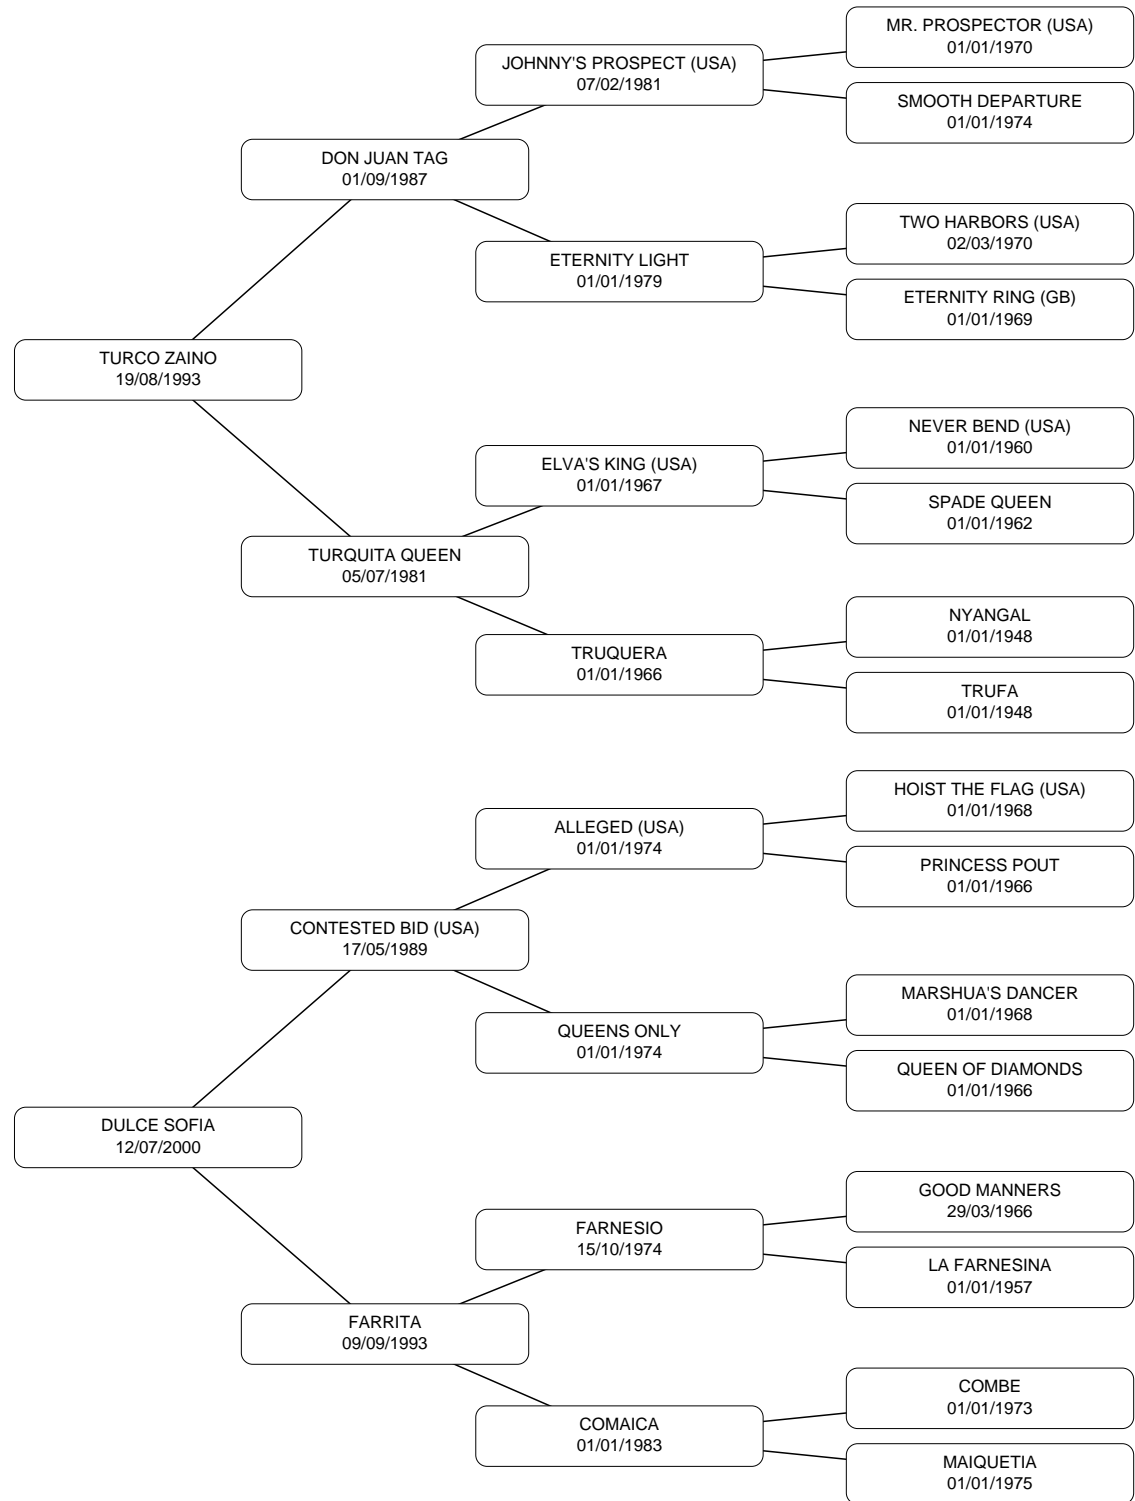 MR. PROSPECTOR (USA)
01/01/1970
JOHNNY'S PROSPECT (USA)
07/02/1981
SMOOTH DEPARTURE
01/01/1974
DON JUAN TAG
01/09/1987
TWO HARBORS (USA)
02/03/1970
ETERNITY LIGHT
01/01/1979
ETERNITY RING (GB)
01/01/1969
TURCO ZAINO
19/08/1993
NEVER BEND (USA)
01/01/1960
ELVA'S KING (USA)
01/01/1967
SPADE QUEEN
01/01/1962
TURQUITA QUEEN
05/07/1981
NYANGAL
01/01/1948
TRUQUERA
01/01/1966
TRUFA
01/01/1948
HOIST THE FLAG (USA)
01/01/1968
ALLEGED (USA)
01/01/1974
PRINCESS POUT
01/01/1966
CONTESTED BID (USA)
17/05/1989
MARSHUA'S DANCER
01/01/1968
QUEENS ONLY
01/01/1974
QUEEN OF DIAMONDS
01/01/1966
DULCE SOFIA
12/07/2000
GOOD MANNERS
29/03/1966
FARNESIO
15/10/1974
LA FARNESINA
01/01/1957
FARRITA
09/09/1993
COMBE
01/01/1973
COMAICA
01/01/1983
MAIQUETIA
01/01/1975